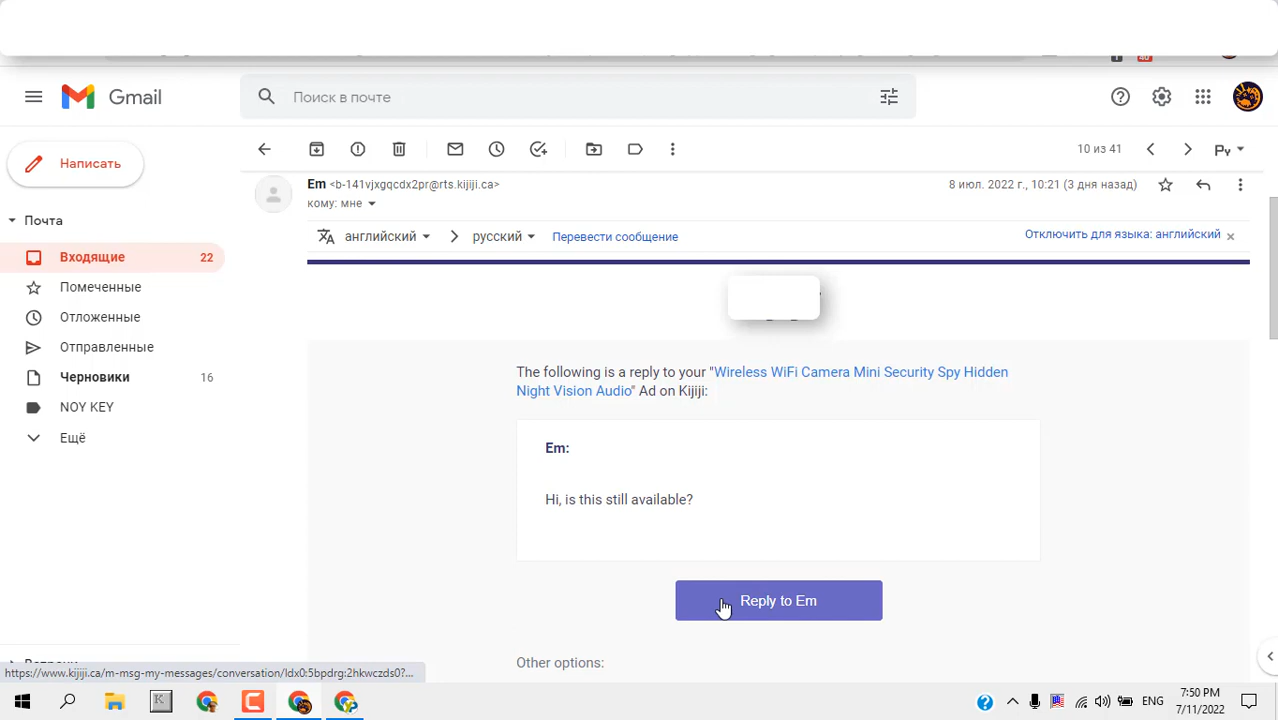 40
Gmail
Поиск в почте
Написать
10 из 41
Ру
Em <b-141vjxgqcdx2pr@rts.kijiji.ca>
8 июл. 2022 г., 10:21 (3 дня назад)
кому: мне
Почта
английский
русский
Перевести сообщение
Отключить для языка: английский
Входящие
22
Помеченные
Отложенные
Отправленные
Черновики
16
NOY KEY
Ещё
The following is a reply to your "Wireless WiFi Camera Mini Security Spy Hidden
Night Vision Audio" Ad on Kijiji:
Em:
Hi, is this still available?
Reply to Em
Other options:
https://www.kijiji.ca/m-msg-my-messages/conversation/ldx0:5bpdrg:2hkwczds0?...
K
ENG
7:50 PM
7/11/2022